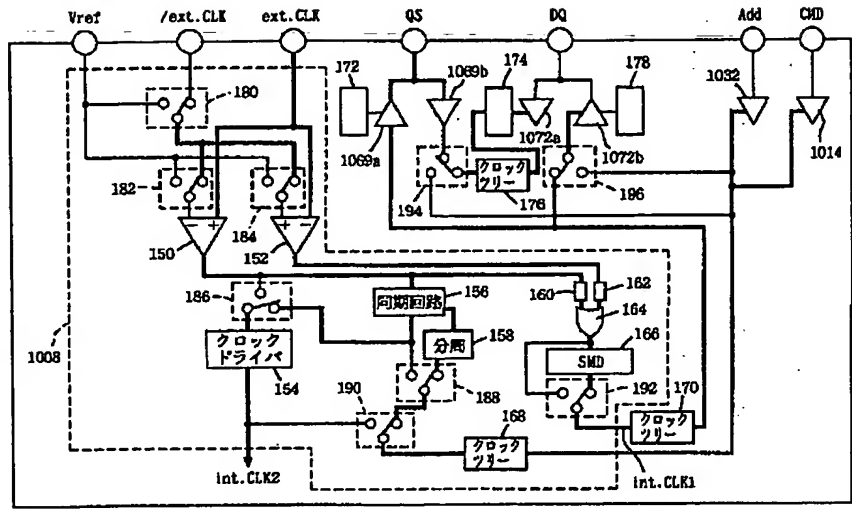 Vref /ext.CLK ext.CLK QS DQ Add CMD
172 1069b 174 178 1032
180
1069a 1072a 1072b 1014
182 184 194 クロック ツリー 176 196
- + - +
150 152
186 同期回路 156 160 162 164
1008 クロック ドライバ 154 分周 158 SMD 166
188 192
190 168 クロック ツリー 170 クロック ツリー
int.CLK2 int.CLK1